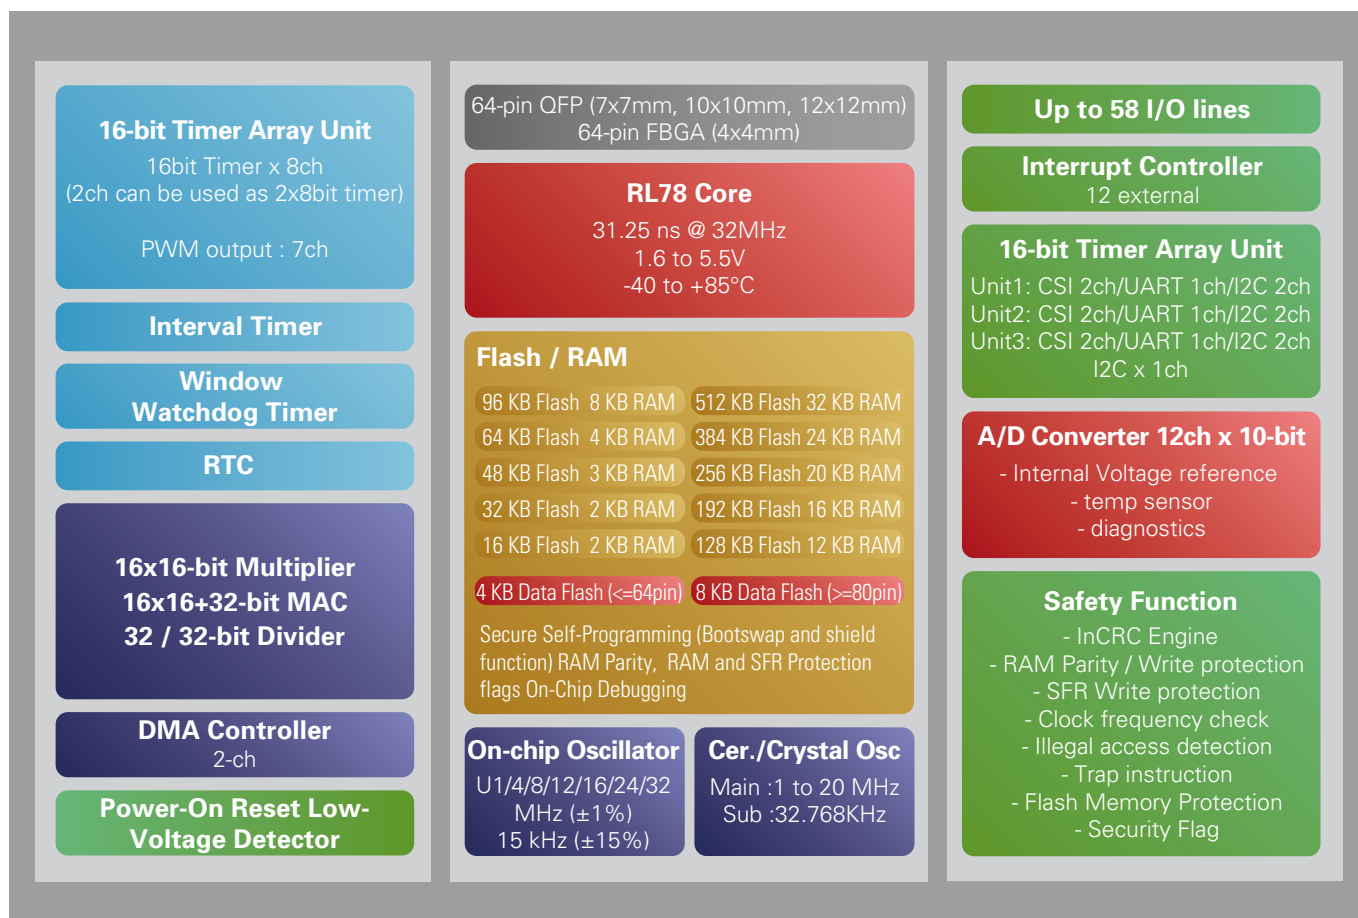 16-bit Timer Array Unit
16bit Timer x 8ch
(2ch can be used as 2x8bit timer)
PWM output : 7ch
Interval Timer
Window
Watchdog Timer
RTC
16x16-bit Multiplier
16x16+32-bit MAC
32 / 32-bit Divider
DMA Controller
2-ch
Power-On Reset Low-
Voltage Detector
64-pin QFP (7x7mm, 10x10mm, 12x12mm)
64-pin FBGA (4x4mm)
RL78 Core
31.25 ns @ 32MHz
1.6 to 5.5V
-40 to +85°C
Flash / RAM
96 KB Flash 8 KB RAM 512 KB Flash 32 KB RAM
64 KB Flash 4 KB RAM 384 KB Flash 24 KB RAM
48 KB Flash 3 KB RAM 256 KB Flash 20 KB RAM
32 KB Flash 2 KB RAM 192 KB Flash 16 KB RAM
16 KB Flash 2 KB RAM 128 KB Flash 12 KB RAM
4 KB Data Flash (<=64pin) 8 KB Data Flash (>=80pin)
Secure Self-Programming (Bootswap and shield
function) RAM Parity, RAM and SFR Protection
flags On-Chip Debugging
On-chip Oscillator
U1/4/8/12/16/24/32
MHz (±1%)
15 kHz (±15%)
Cer./Crystal Osc
Main :1 to 20 MHz
Sub :32.768KHz
Up to 58 I/O lines
Interrupt Controller
12 external
16-bit Timer Array Unit
Unit1: CSI 2ch/UART 1ch/I2C 2ch
Unit2: CSI 2ch/UART 1ch/I2C 2ch
Unit3: CSI 2ch/UART 1ch/I2C 2ch
I2C x 1ch
A/D Converter 12ch x 10-bit
- Internal Voltage reference
- temp sensor
- diagnostics
Safety Function
- InCRC Engine
- RAM Parity / Write protection
- SFR Write protection
- Clock frequency check
- Illegal access detection
- Trap instruction
- Flash Memory Protection
- Security Flag